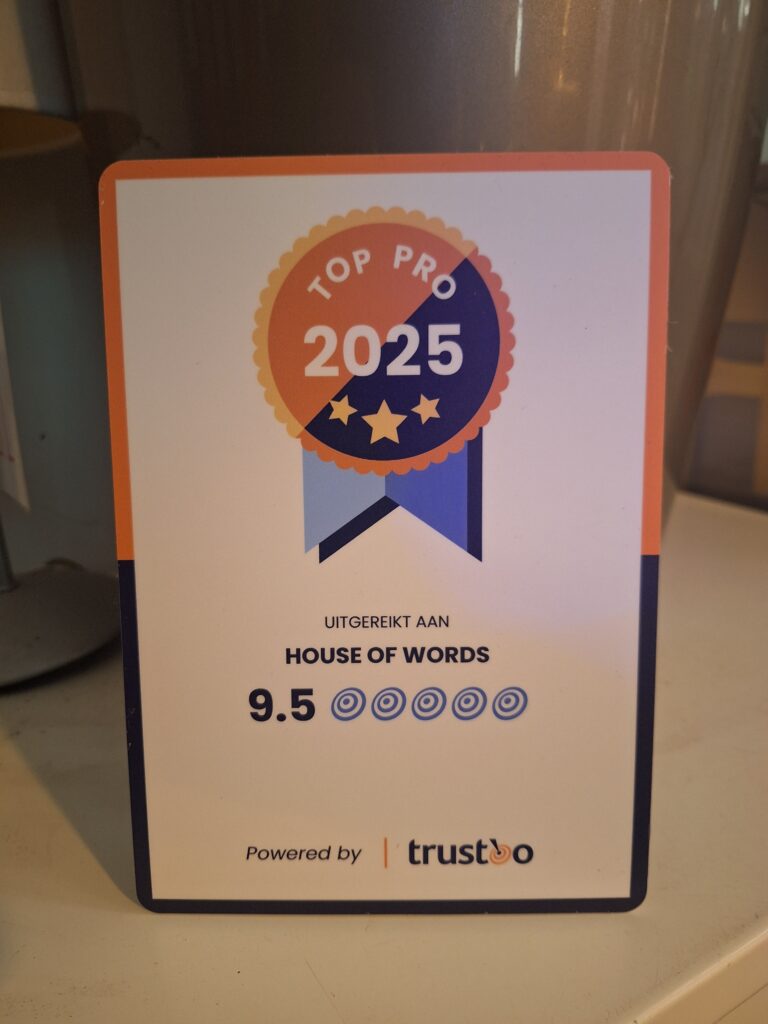 TOP PRO
2025
UITGEREIKT AAN
HOUSE OF WORDS
9.5
Powered by | trustoo